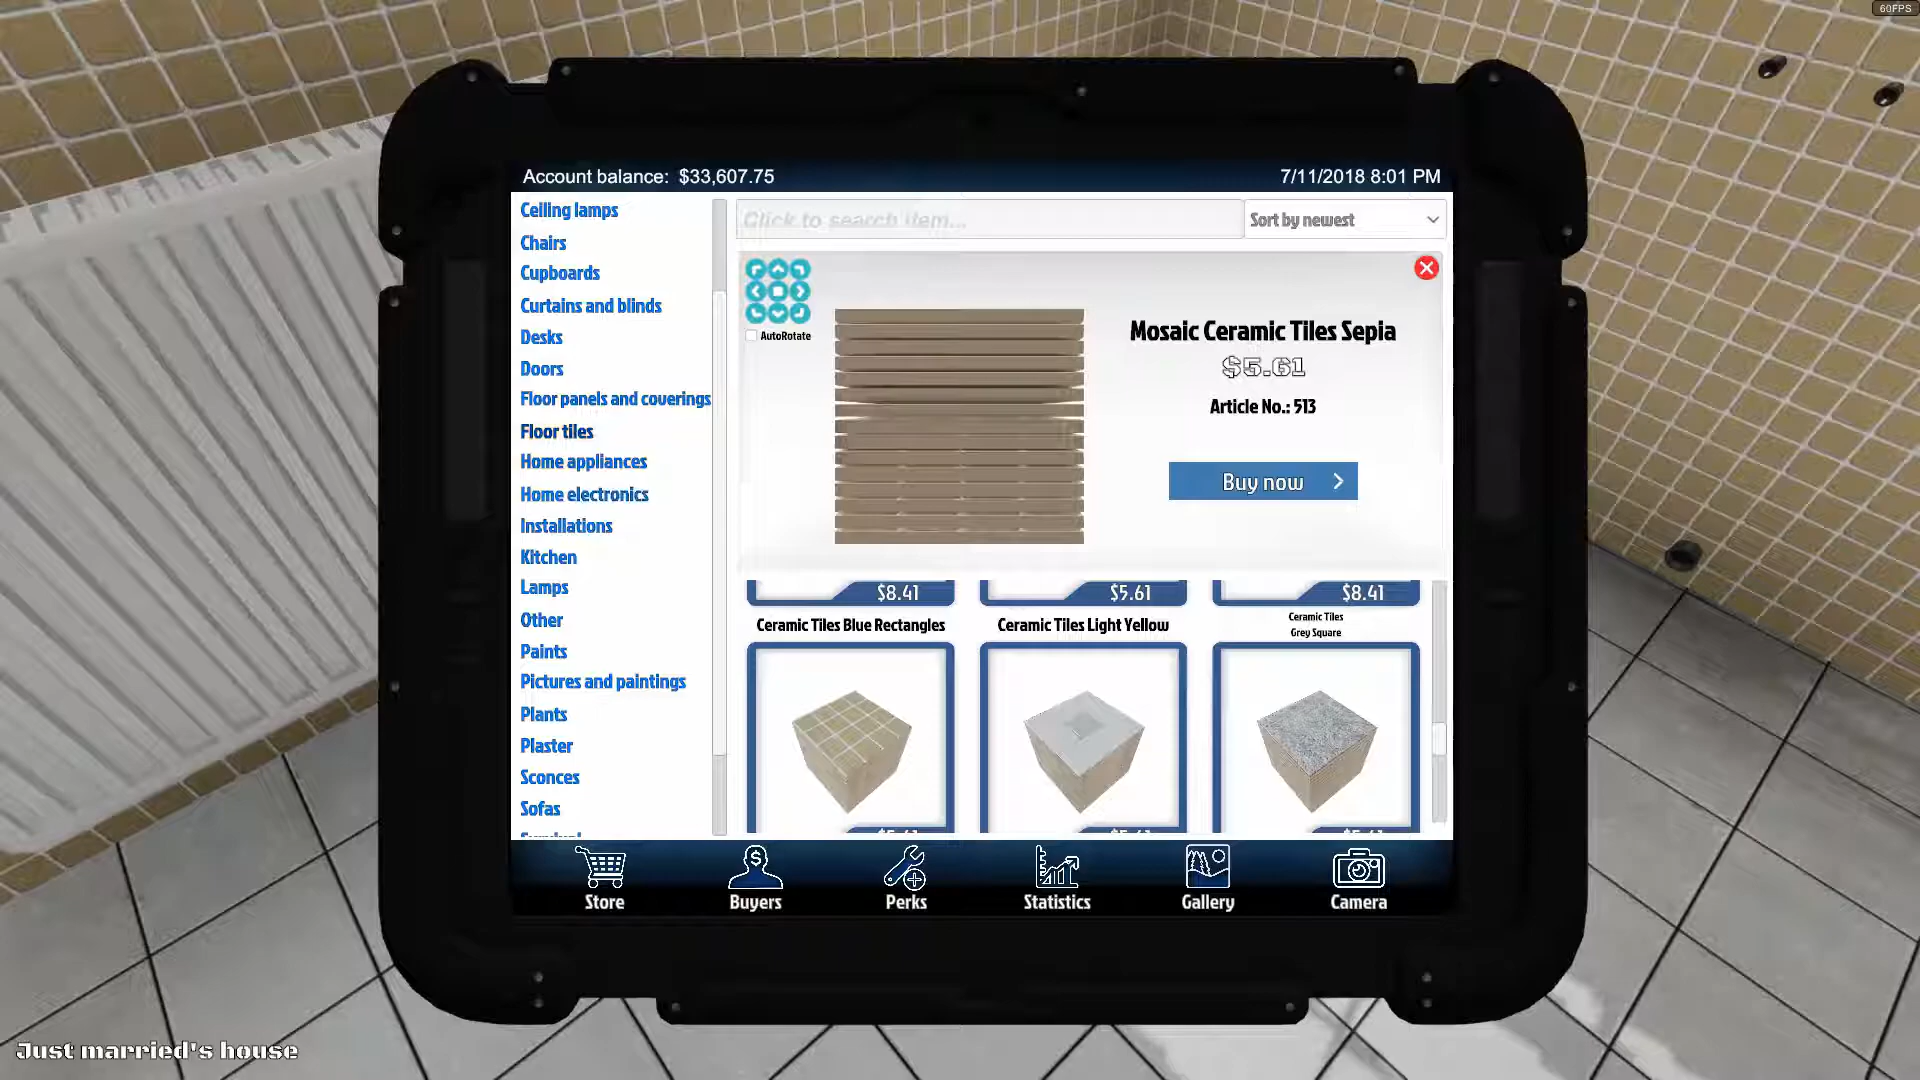 60FPS
Account balance: $33,607.75
7/11/2018 8:01 PM
Ceiling lamps
Chairs
Cupboards
Curtains and blinds
Desks
Doors
Floor panels and coverings
Floor tiles
Home appliances
Home electronics
Installations
Kitchen
Lamps
Other
Paints
Pictures and paintings
Plants
Plaster
Sconces
Sofas
Click to search item...
Sort by newest
AutoRotate
Mosaic Ceramic Tiles Sepia
$5.61
Article No.: 513
Buy now
$8.41
$5.61
$8.41
Ceramic Tiles Blue Rectangles
Ceramic Tiles Light Yellow
Ceramic Tiles
Grey Square
Store
Buyers
Perks
Statistics
Gallery
Camera
Just married's house